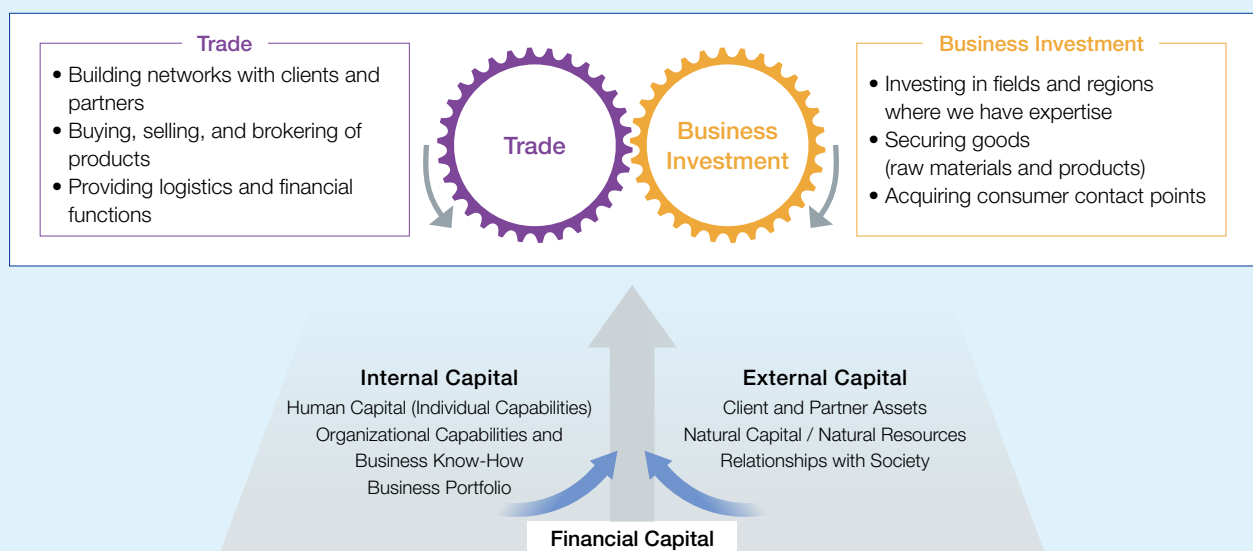 Trade
• Building networks with clients and
partners
• Buying, selling, and brokering of
products
• Providing logistics and financial
functions
Trade
Business
Investment
Business Investment
• Investing in fields and regions
where we have expertise
• Securing goods
(raw materials and products)
• Acquiring consumer contact points
Internal Capital
Human Capital (Individual Capabilities)
Organizational Capabilities and
Business Know-How
Business Portfolio
External Capital
Client and Partner Assets
Natural Capital / Natural Resources
Relationships with Society
Financial Capital